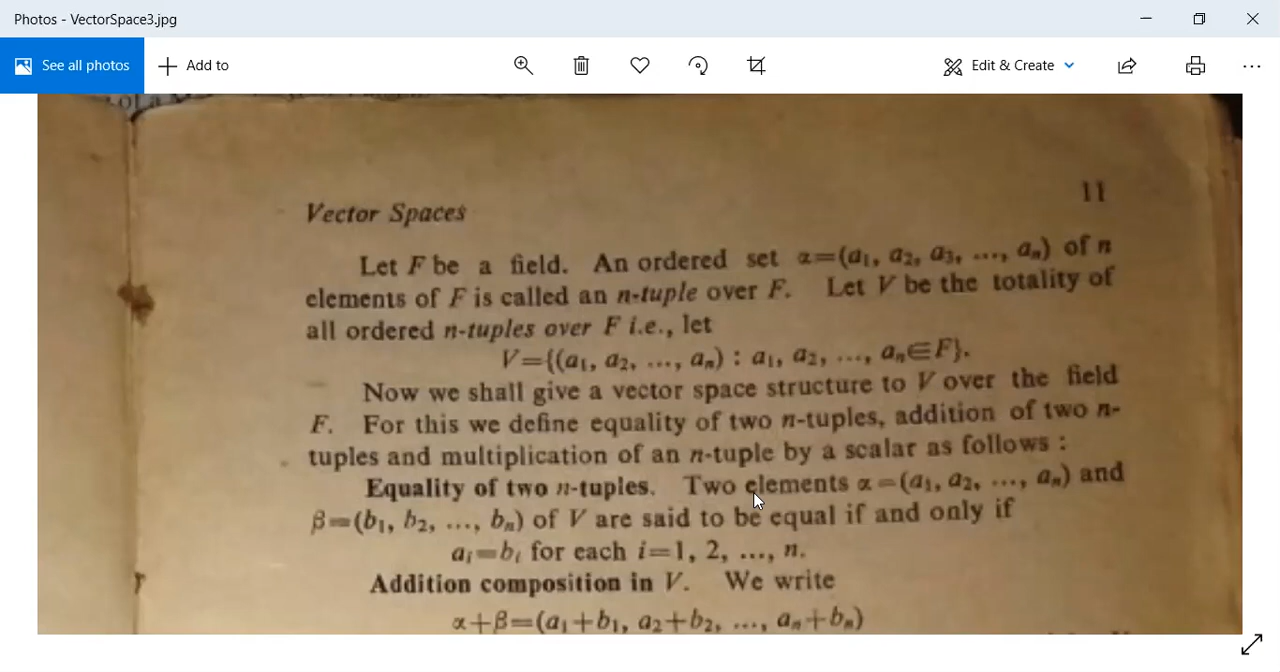 Photos - VectorSpace3.jpg
See all photos
Add to
Edit & Create
11
Vector Spaces
Let F be a field. An ordered set α=(a₁, a₂, a₃, ..., aₙ) of n
elements of F is called an n-tuple over F. Let V be the totality of
all ordered n-tuples over F i.e., let
V={(a₁, a₂, ..., aₙ) : a₁, a₂, ..., aₙ∈F}.
Now we shall give a vector space structure to V over the field
F. For this we define equality of two n-tuples, addition of two n-
tuples and multiplication of an n-tuple by a scalar as follows :
Equality of two n-tuples. Two elements α=(a₁, a₂, ..., aₙ) and
β=(b₁, b₂, ..., bₙ) of V are said to be equal if and only if
aᵢ=bᵢ for each i=1, 2, ..., n.
Addition composition in V. We write
α+β=(a₁+b₁, a₂+b₂, ..., aₙ+bₙ)